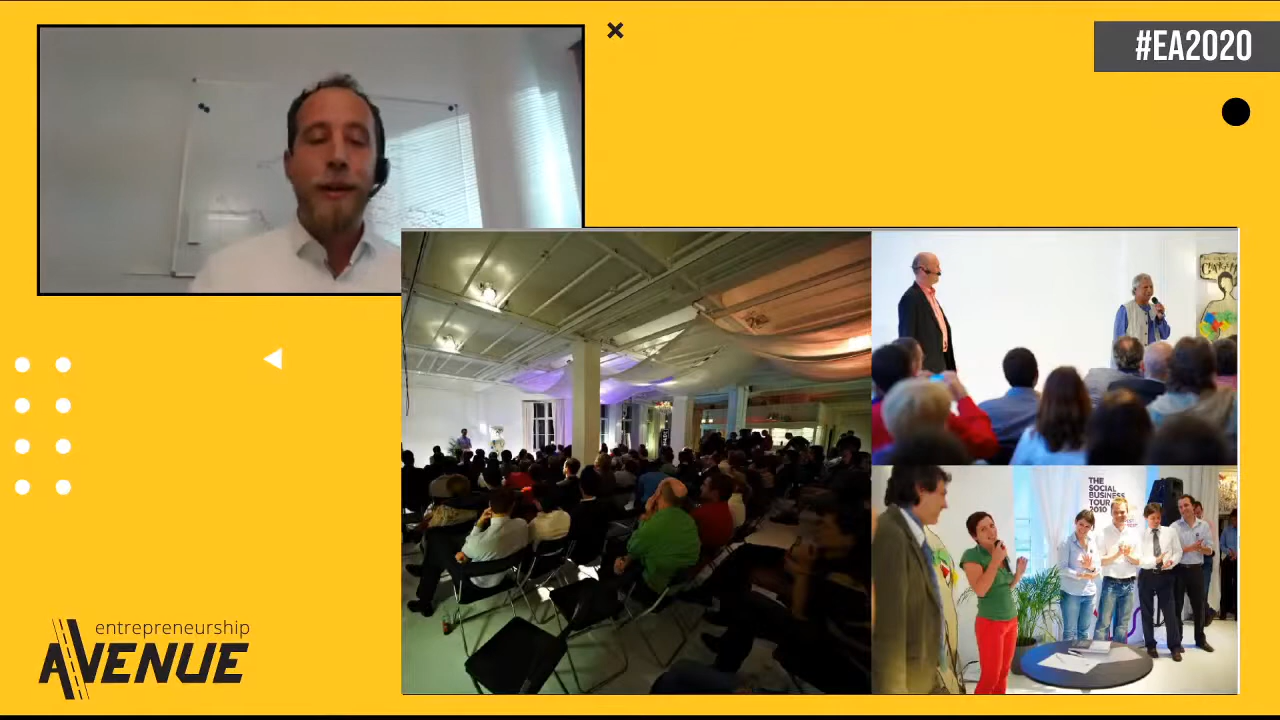 #EA2020
THE
SOCIAL
BUSINESS
TOUR
2010
entrepreneurship
AVENUE